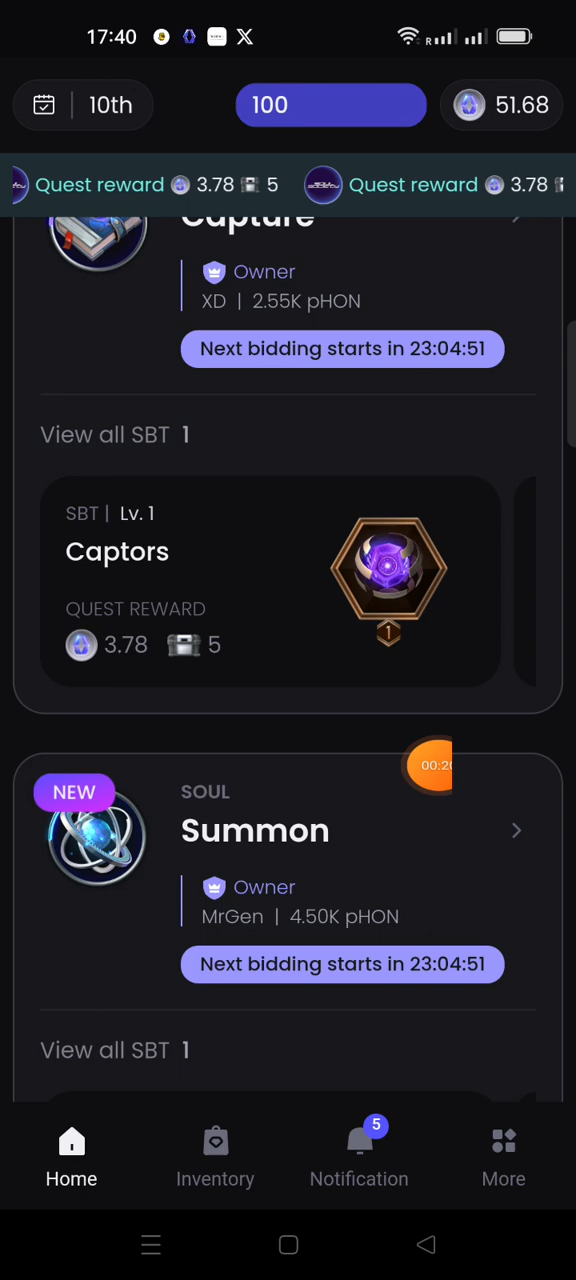 17:40
R
10th
100
51.68
Quest reward 3.78 5
Quest reward 3.78
Capture
Owner
XD | 2.55K pHON
Next bidding starts in 23:04:51
View all SBT 1
SBT | Lv. 1
Captors
QUEST REWARD
3.78 5
1
NEW
SOUL
Summon
00:20
Owner
MrGen | 4.50K pHON
Next bidding starts in 23:04:51
View all SBT 1
5
Home
Inventory
Notification
More